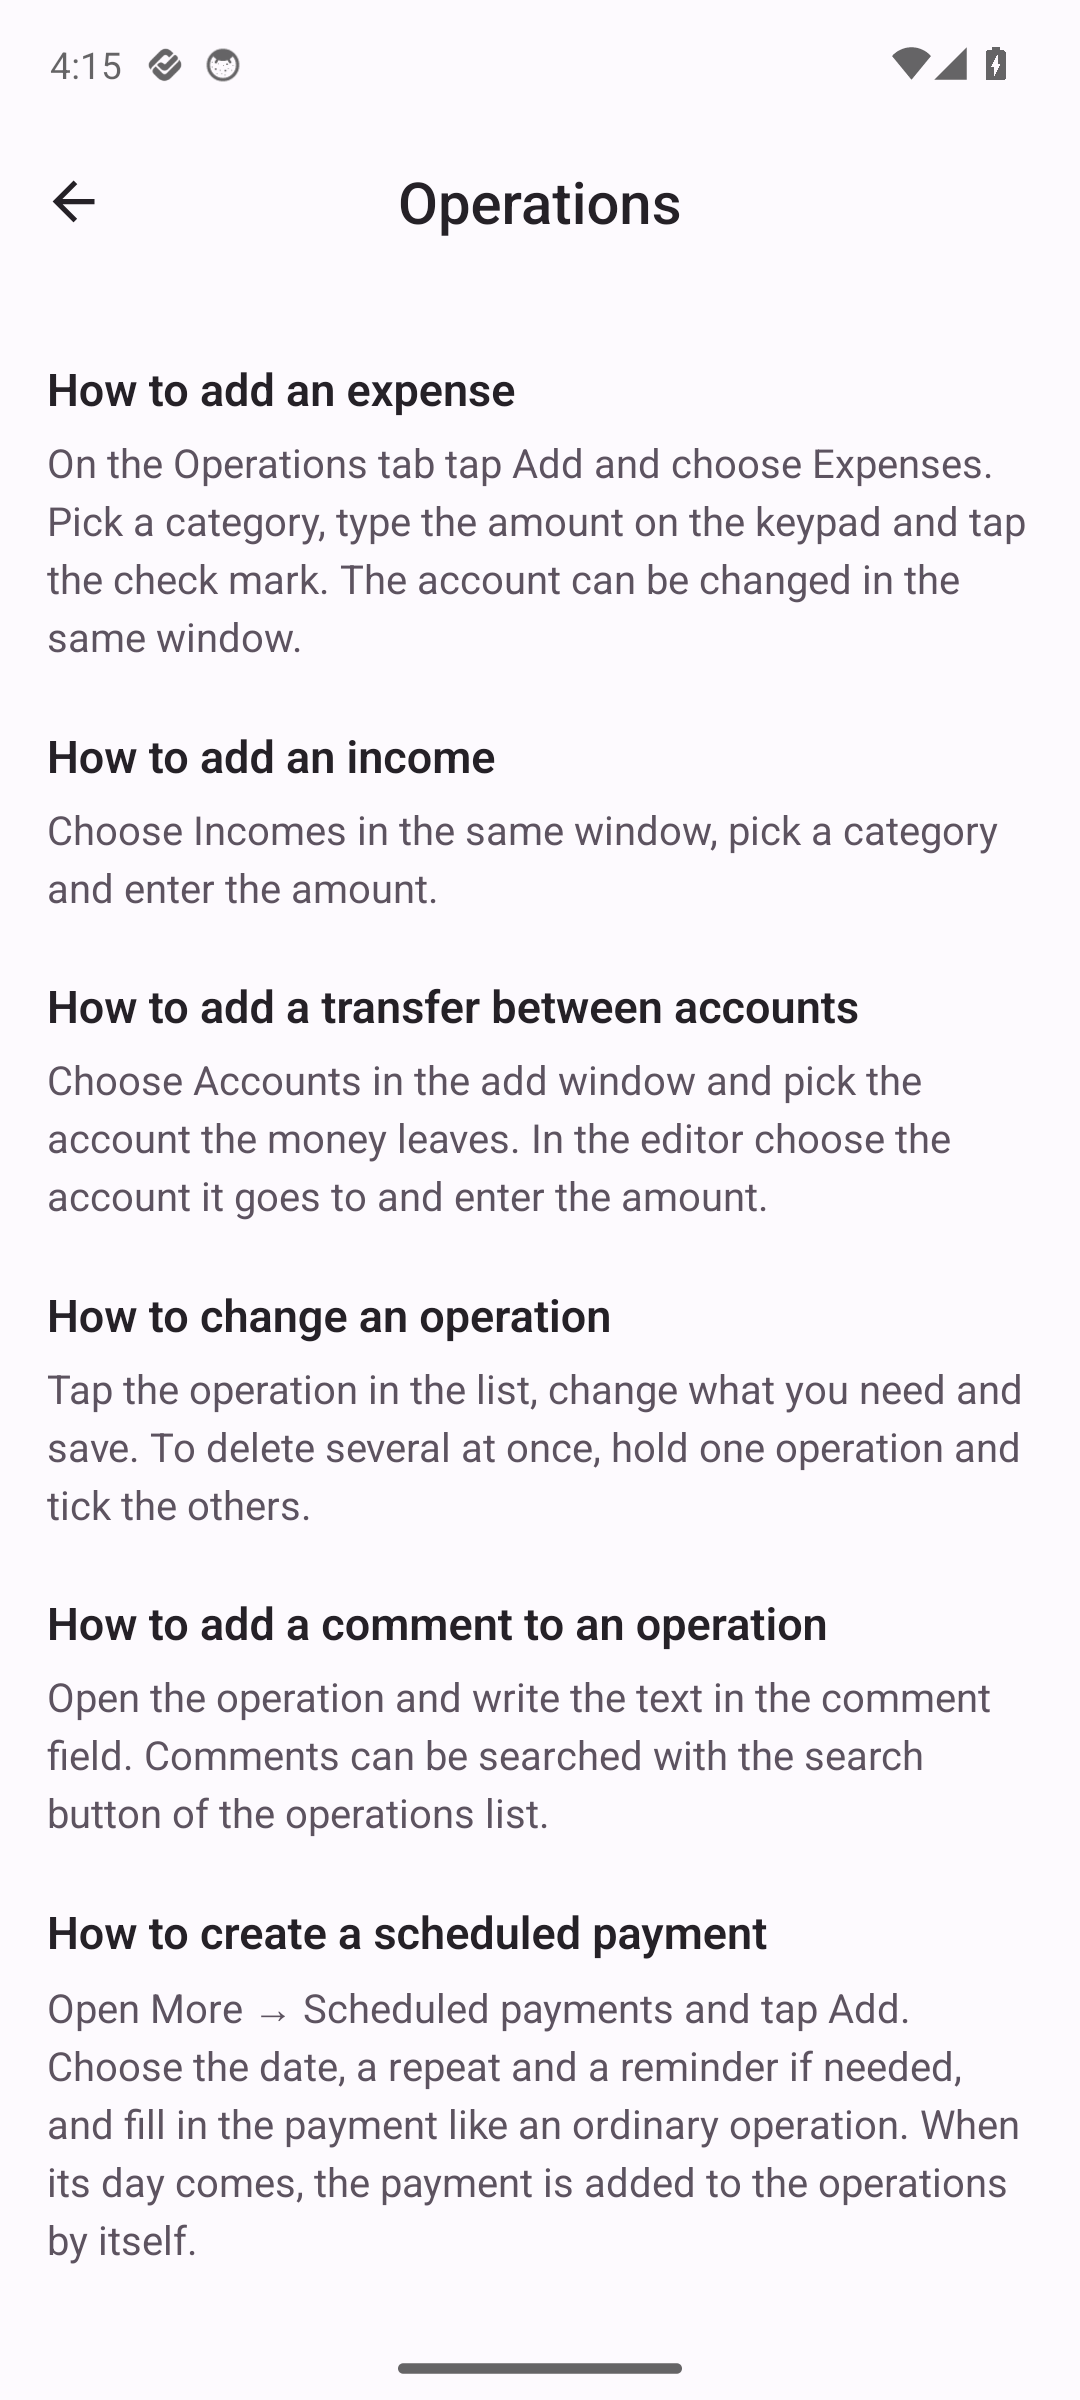 4:15
Operations
How to add an expense
On the Operations tab tap Add and choose Expenses.
Pick a category, type the amount on the keypad and tap
the check mark. The account can be changed in the
same window.
How to add an income
Choose Incomes in the same window, pick a category
and enter the amount.
How to add a transfer between accounts
Choose Accounts in the add window and pick the
account the money leaves. In the editor choose the
account it goes to and enter the amount.
How to change an operation
Tap the operation in the list, change what you need and
save. To delete several at once, hold one operation and
tick the others.
How to add a comment to an operation
Open the operation and write the text in the comment
field. Comments can be searched with the search
button of the operations list.
How to create a scheduled payment
Open More → Scheduled payments and tap Add.
Choose the date, a repeat and a reminder if needed,
and fill in the payment like an ordinary operation. When
its day comes, the payment is added to the operations
by itself.